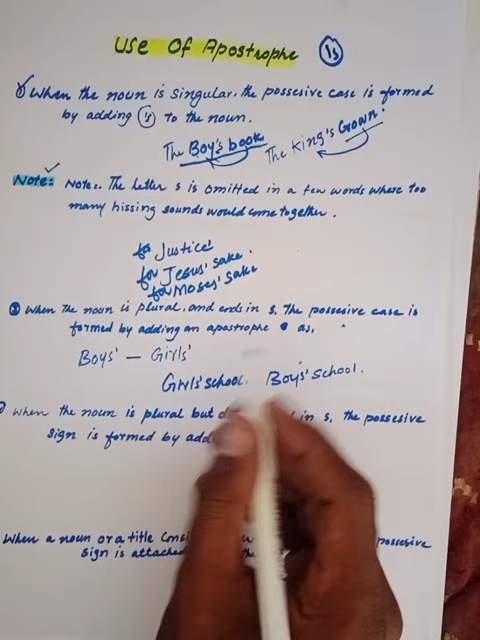 Use Of Apostrophe 's
When the noun is singular. the possesive case is formed
by adding 's to the noun.
The Boy's book The King's Grown.
Note: Note:. The letter s is omitted in a few words where too
many hissing sounds would come together.
for Justice'
for Jesus' sake.
for Moses' sake
When the noun is plural, and ends in s, The possesive case is
formed by adding an apostrophe as,
Boys' — Girls'
Girls' school. Boys' school.
when the noun is plural but in s, the possesive
sign is formed by
When a noun or a title possesive
sign is attached